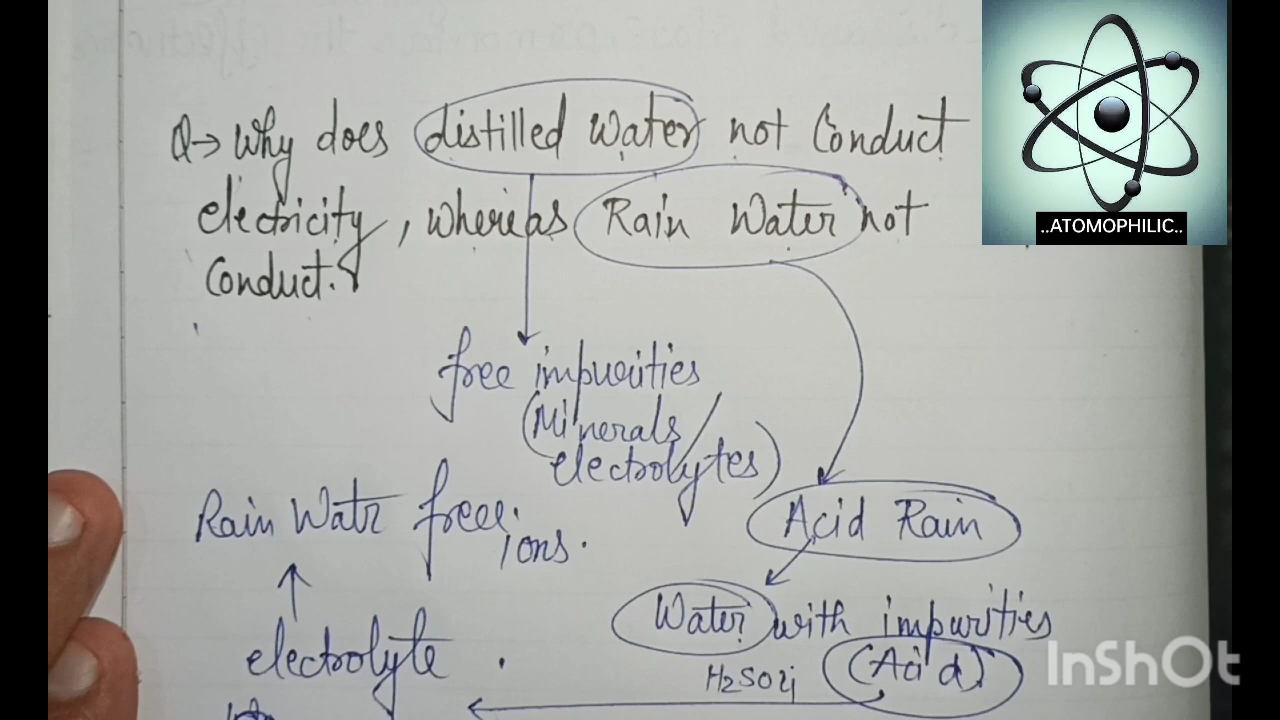 Q→ Why does distilled Water not Conduct
electricity, whereas Rain Water not
Conduct.?
..ATOMOPHILIC..
free impurities
(Minerals/
electrolytes)
Rain Watr free.
ions.
Acid Rain
Water with impurities
(Acid)
H2SO4
electrolyte.
InShOt